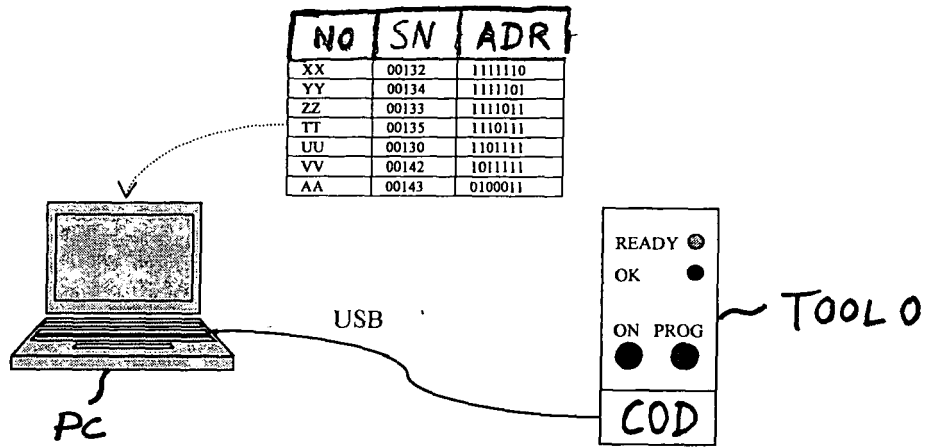 NO SN ADR
XX 00132 1111110
YY 00134 1111101
ZZ 00133 1111011
TT 00135 1110111
UU 00130 1101111
VV 00142 1011111
AA 00143 0100011
READY
OK
TOOL 0
USB
ON PROG
COD
PC